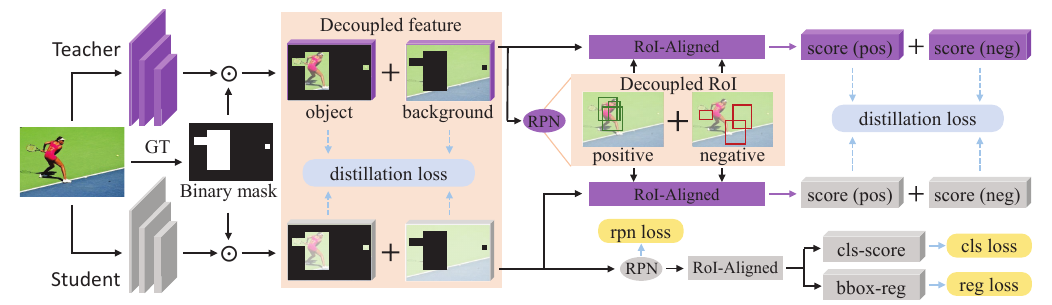 Teacher
Student
GT
Binary mask
Decoupled feature
object
background
distillation loss
RPN
RoI-Aligned
Decoupled RoI
positive
negative
RoI-Aligned
score (pos)
+
score (neg)
distillation loss
score (pos)
+
score (neg)
rpn loss
RPN
RoI-Aligned
cls-score
cls loss
bbox-reg
reg loss